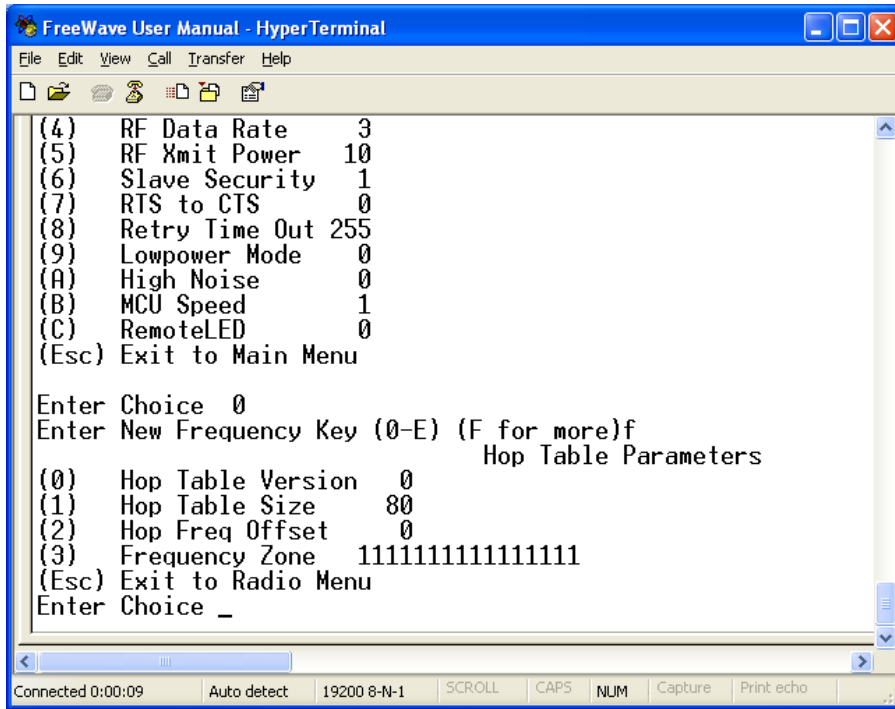 FreeWave User Manual - HyperTerminal
File Edit View Call Transfer Help
(4) RF Data Rate 3
(5) RF Xmit Power 10
(6) Slave Security 1
(7) RTS to CTS 0
(8) Retry Time Out 255
(9) Lowpower Mode 0
(A) High Noise 0
(B) MCU Speed 1
(C) RemoteLED 0
(Esc) Exit to Main Menu
Enter Choice 0
Enter New Frequency Key (0-E) (F for more)f
Hop Table Parameters
(0) Hop Table Version 0
(1) Hop Table Size 80
(2) Hop Freq Offset 0
(3) Frequency Zone 1111111111111111
(Esc) Exit to Radio Menu
Enter Choice _
Connected 0:00:09 Auto detect 19200 8-N-1 SCROLL CAPS NUM Capture Print echo